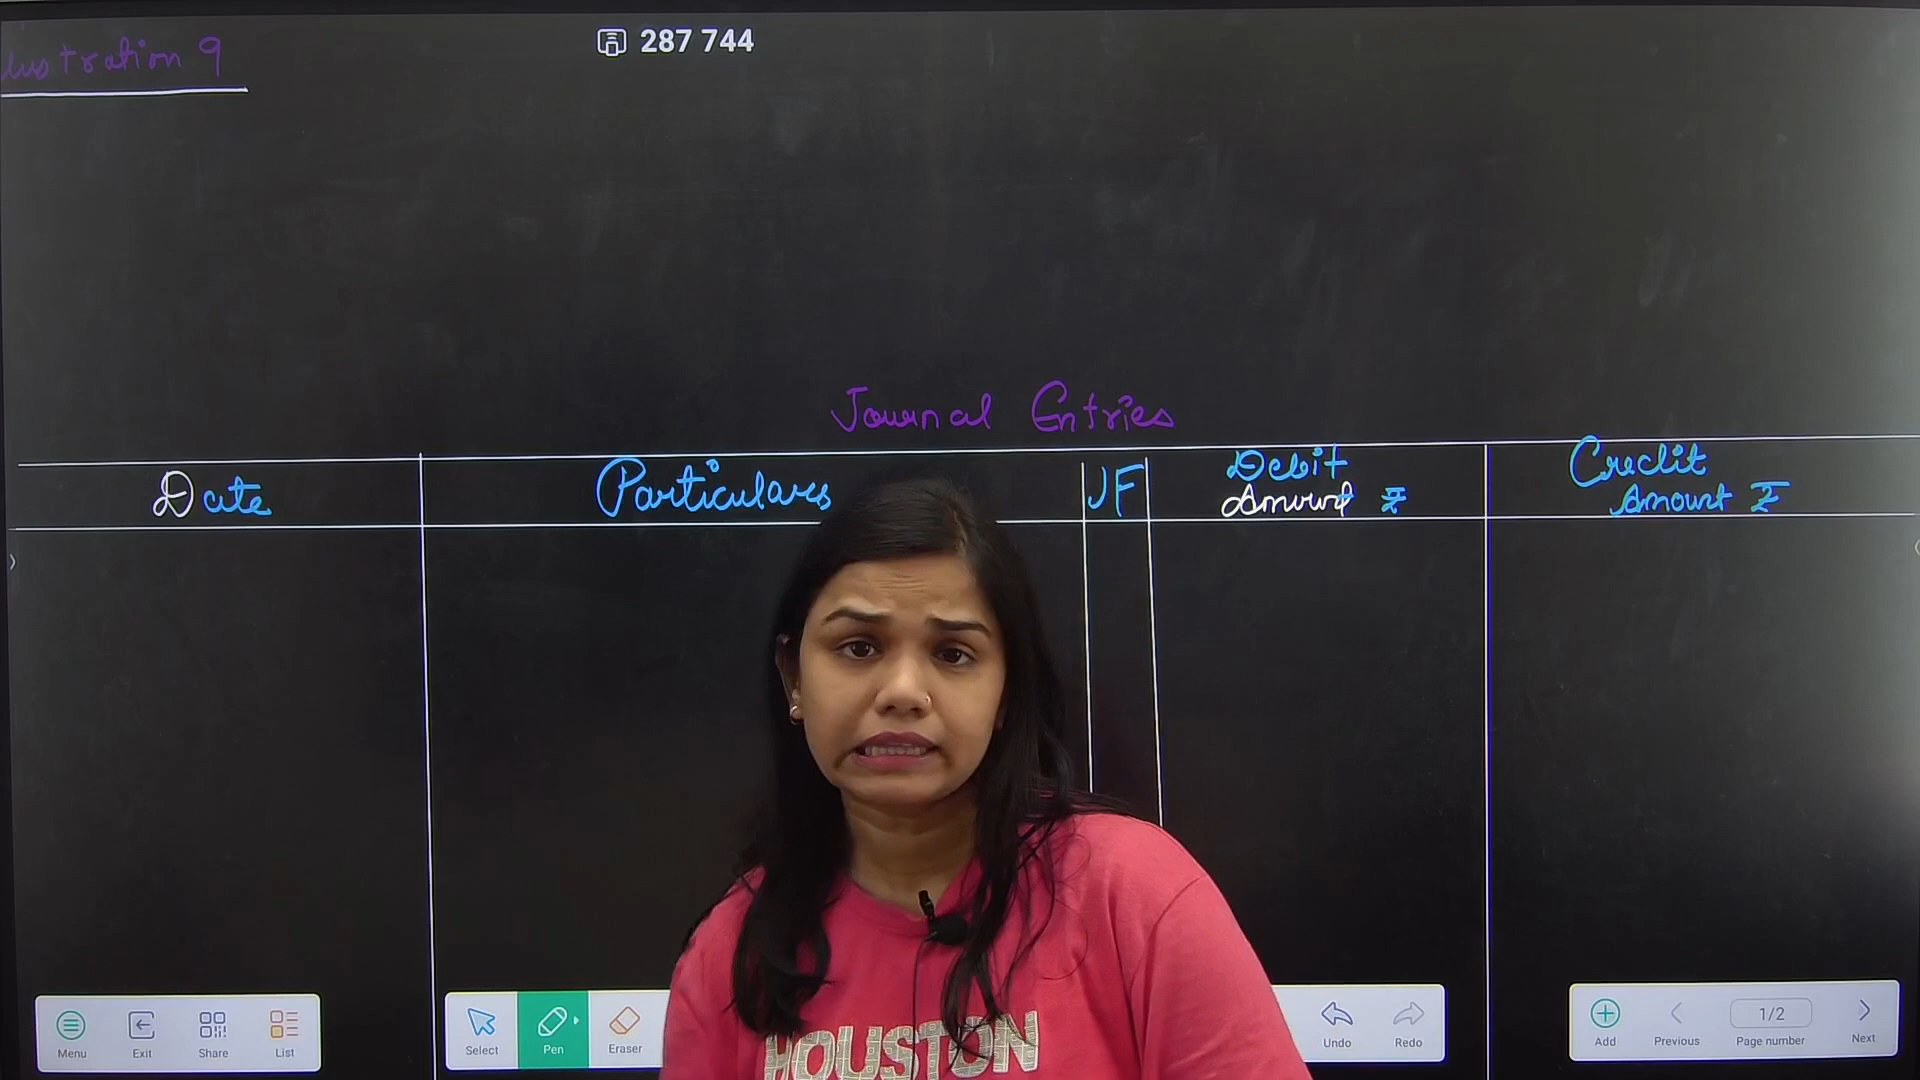 lustration 9
287 744
Journal Entries
Date
Particulars
JF
Debit
Amount ₹
Credit
Amount ₹
HOUSTON
Menu
Exit
Share
List
Select
Pen
Eraser
Undo
Redo
Add
Previous
1/2
Page number
Next